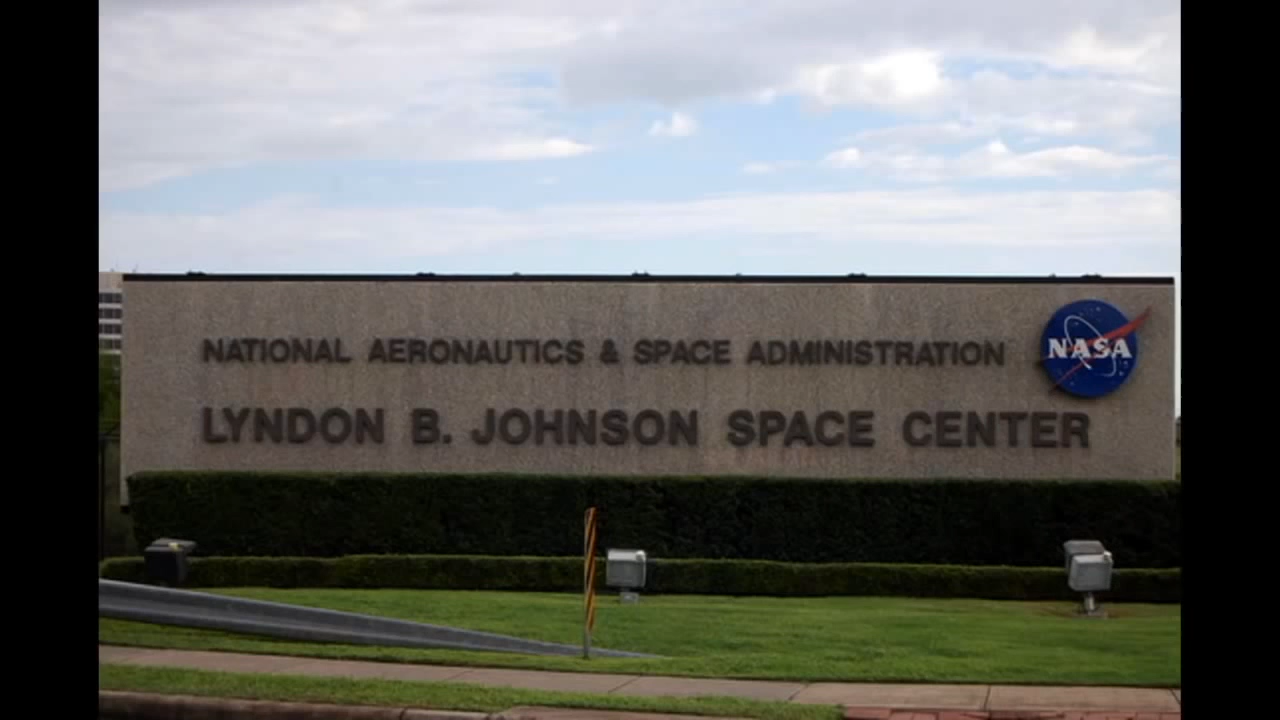 NATIONAL AERONAUTICS & SPACE ADMINISTRATION
NASA
LYNDON B. JOHNSON SPACE CENTER